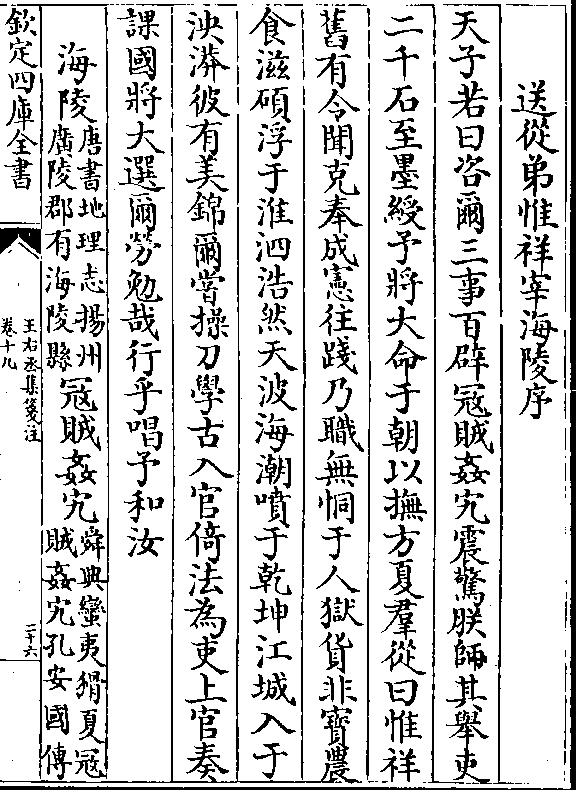 送從弟惟祥宰海陵序
天子若曰咨爾三事百辟冦賊姦宄震驚朕師其舉吏
二千石至墨綬予將大命于朝以撫方夏羣從曰惟祥
舊有令聞克奉成憲往踐乃職無恫于人獄貨非寶農
食滋碩浮于淮泗浩然天波海潮噴于乾坤江城入于
泱漭彼有美錦爾嘗操刀學古入官倚法為吏上官奏
課國將大選爾勞勉哉行乎唱予和汝
海陵
唐書地理志揚州
廣陵郡有海陵縣
冦賊姦宄
舜典蠻夷猾夏冦
賊姦宄孔安國傳
欽定四庫全書
王右丞集箋注
卷十九
二十六